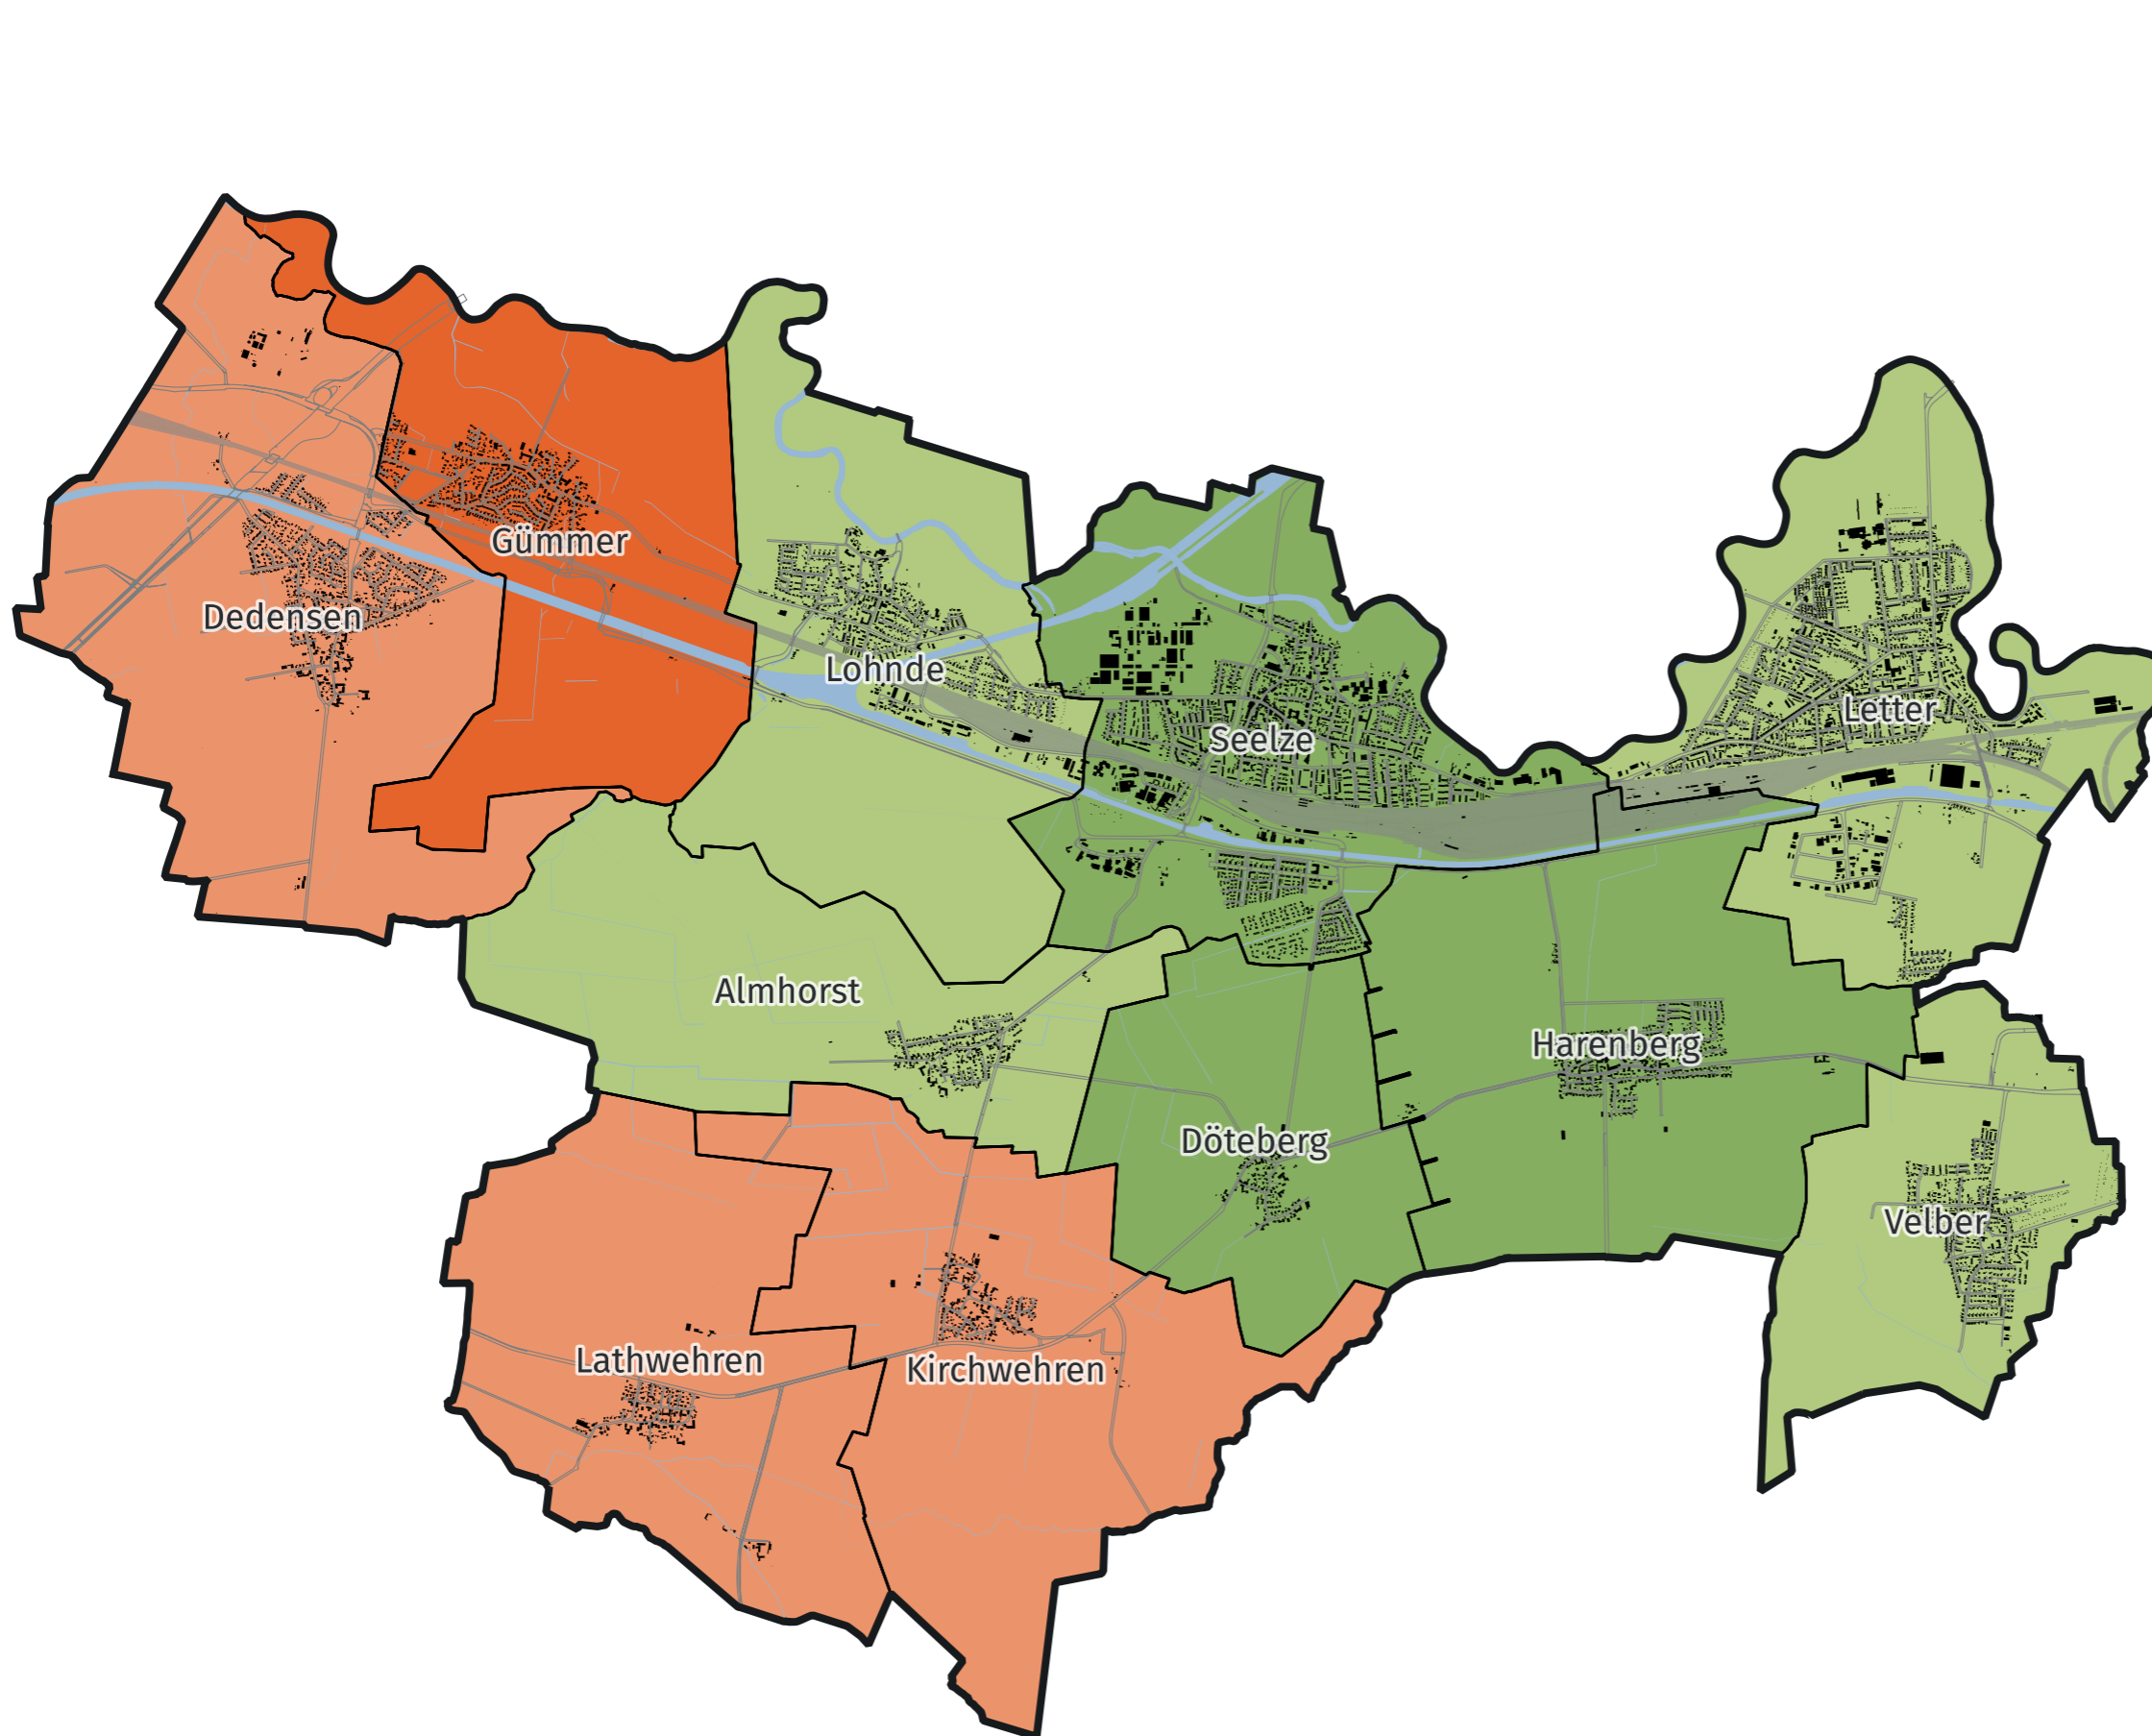 Gümmer
Dedensen
Lohnde
Letter
Seelze
Almhorst
Harenberg
Döteberg
Velber
Lathwehren
Kirchwehren